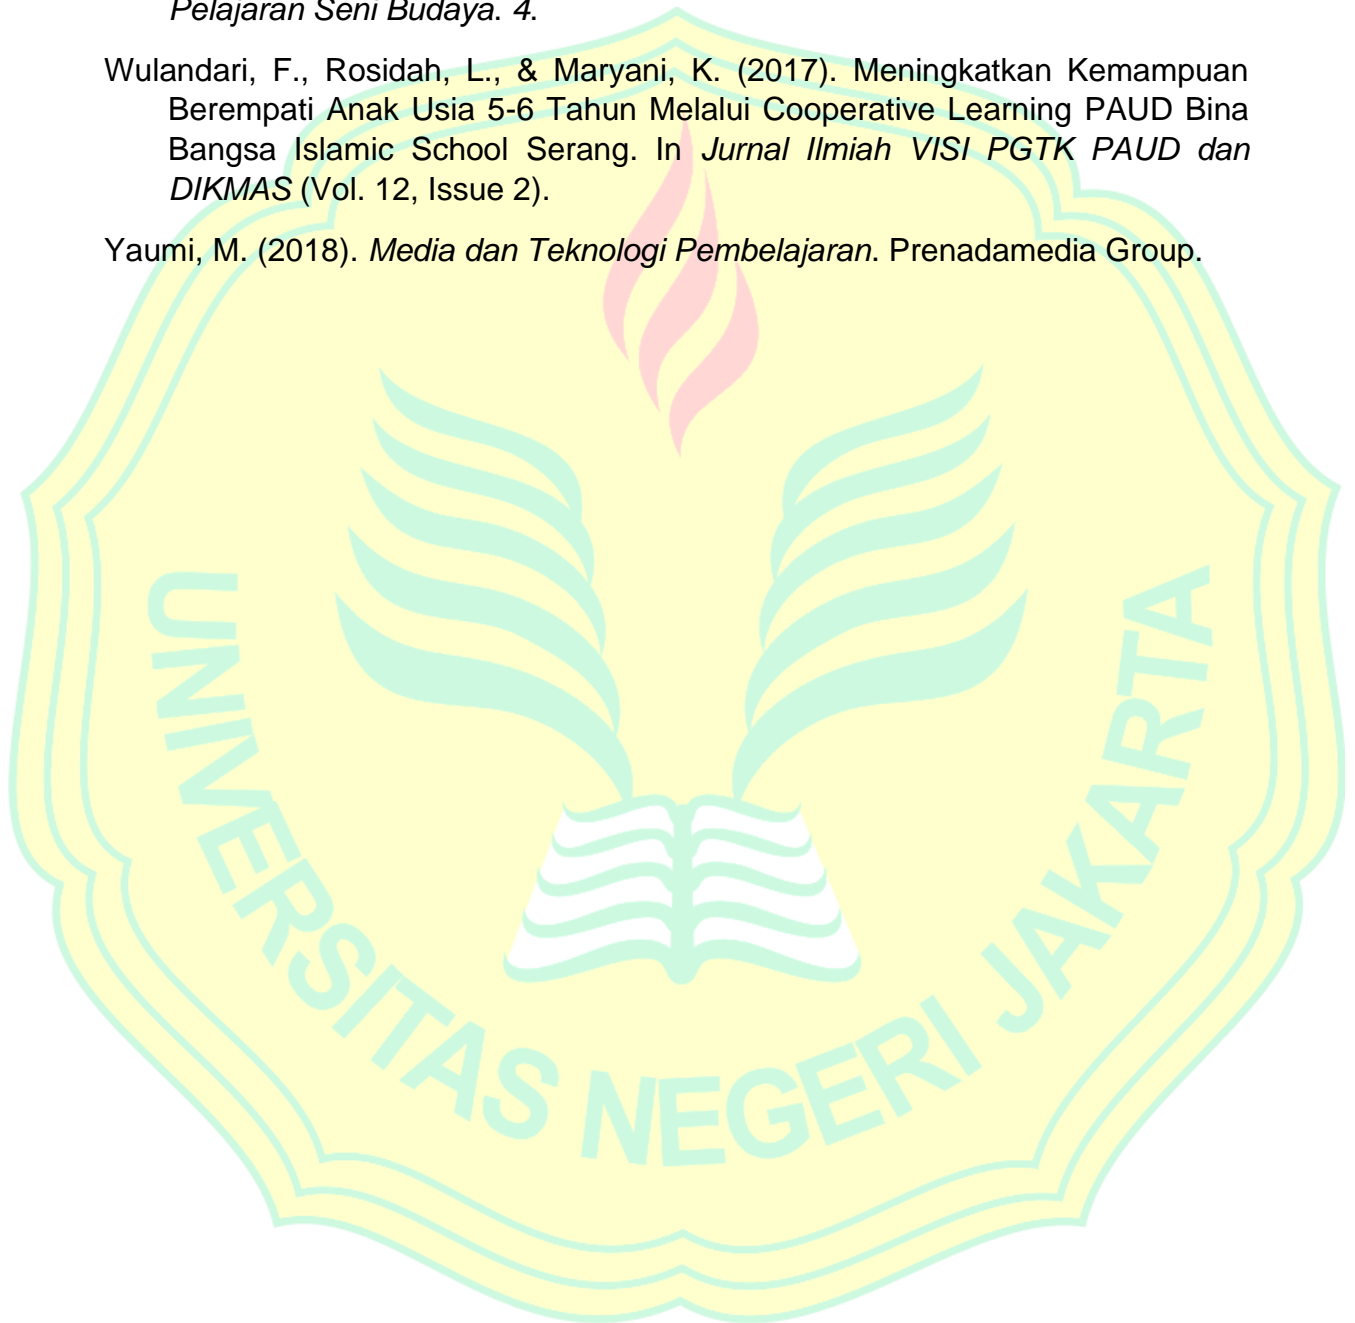 Pelajaran Seni Budaya. 4.
Wulandari, F., Rosidah, L., & Maryani, K. (2017). Meningkatkan Kemampuan
Berempati Anak Usia 5-6 Tahun Melalui Cooperative Learning PAUD Bina
Bangsa Islamic School Serang. In Jurnal Ilmiah VISI PGTK PAUD dan
DIKMAS (Vol. 12, Issue 2).
Yaumi, M. (2018). Media dan Teknologi Pembelajaran. Prenadamedia Group.
UNIVERSITAS NEGERI JAKARTA